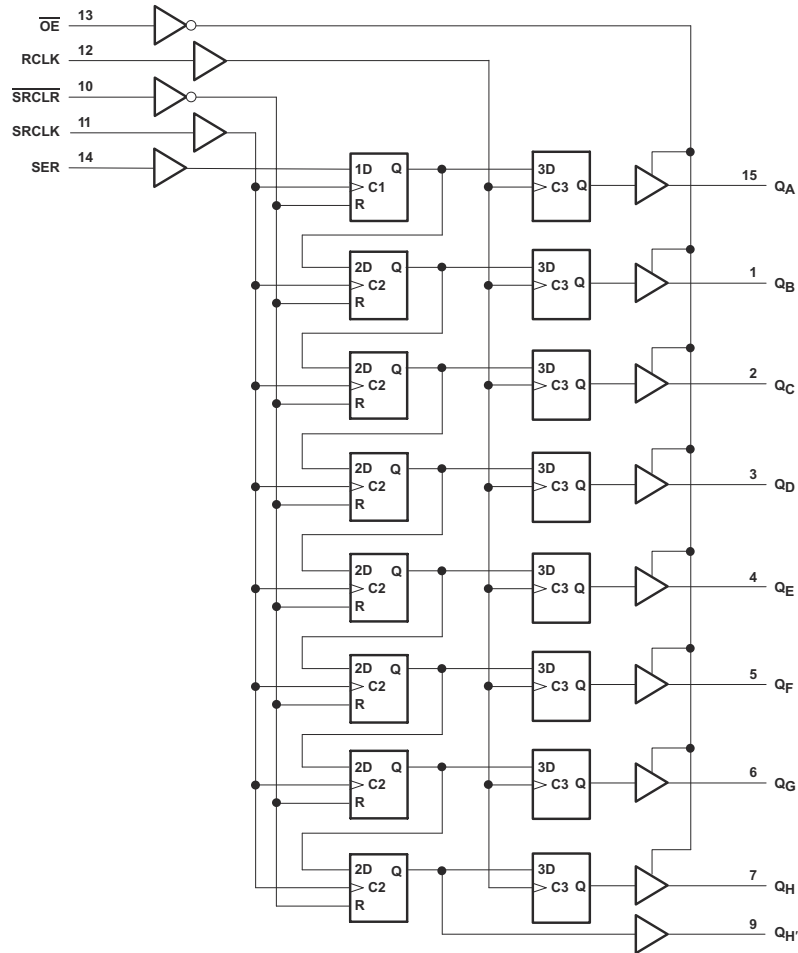 OE 13
RCLK 12
SRCLR 10
SRCLK 11
SER 14
1D Q 3D
C1 C3 Q 15 QA
R
2D Q 3D
C2 C3 Q 1 QB
R
2D Q 3D
C2 C3 Q 2 QC
R
2D Q 3D
C2 C3 Q 3 QD
R
2D Q 3D
C2 C3 Q 4 QE
R
2D Q 3D
C2 C3 Q 5 QF
R
2D Q 3D
C2 C3 Q 6 QG
R
2D Q 3D
C2 C3 Q 7 QH
R
9 QH′